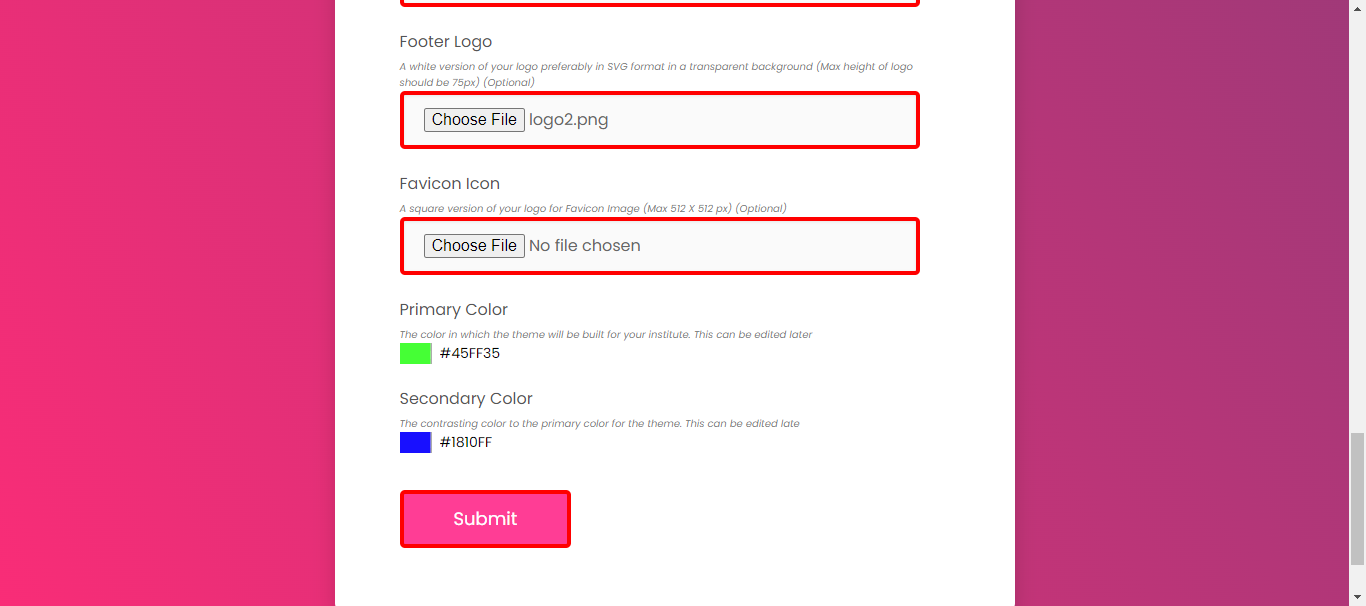 Footer Logo
A white version of your logo preferably in SVG format in a transparent background (Max height of logo
should be 75px) (Optional)
Choose File logo2.png
Favicon Icon
A square version of your logo for Favicon Image (Max 512 X 512 px) (Optional)
Choose File No file chosen
Primary Color
The color in which the theme will be built for your institute. This can be edited later
#45FF35
Secondary Color
The contrasting color to the primary color for the theme. This can be edited late
#1810FF
Submit